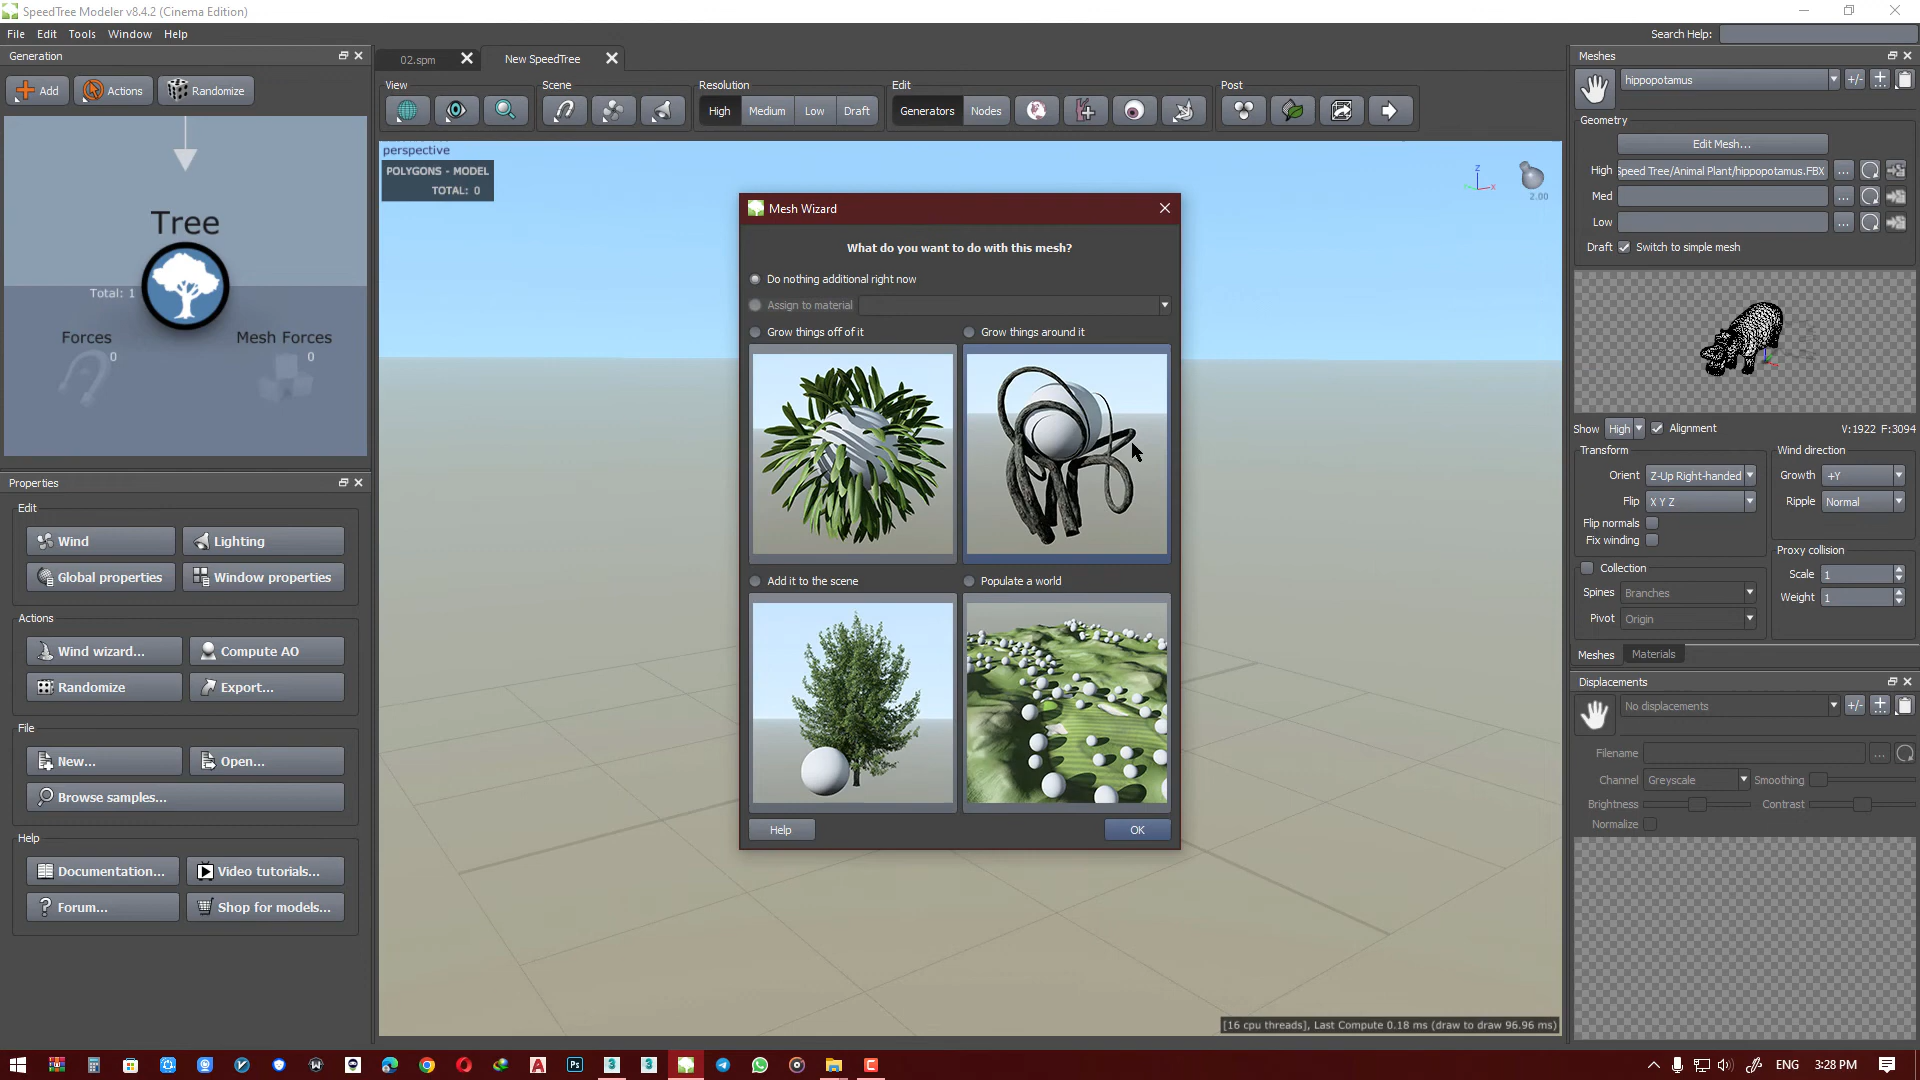 SpeedTree Modeler v8.4.2 (Cinema Edition)
File Edit Tools Window Help
Search Help:
Generation
02.spm
New SpeedTree
Meshes
Add
Actions
Randomize
View
Scene
Resolution
Edit
Post
High
Medium
Low
Draft
Generators
Nodes
hippopotamus
+/-
Geometry
Edit Mesh...
High
Speed Tree/Animal Plant/hippopotamus.FBX
...
Med
...
Low
...
Draft
Switch to simple mesh
perspective
POLYGONS - MODEL
TOTAL: 0
Z
X
2.00
Tree
Total: 1
Forces
0
Mesh Forces
0
Mesh Wizard
What do you want to do with this mesh?
Do nothing additional right now
Assign to material
Grow things off of it
Grow things around it
Add it to the scene
Populate a world
Help
OK
Show
High
Alignment
V:1922 F:3094
Transform
Wind direction
Orient
Z-Up Right-handed
Growth
+Y
Flip
X Y Z
Ripple
Normal
Flip normals
Fix winding
Proxy collision
Collection
Scale
1
Spines
Branches
Weight
1
Pivot
Origin
Meshes
Materials
Displacements
No displacements
+/-
Filename
...
Channel
Greyscale
Smoothing
Brightness
Contrast
Normalize
Properties
Edit
Wind
Lighting
Global properties
Window properties
Actions
Wind wizard...
Compute AO
Randomize
Export...
File
New...
Open...
Browse samples...
Help
Documentation...
Video tutorials...
Forum...
Shop for models...
[16 cpu threads], Last Compute 0.18 ms (draw to draw 96.96 ms)
ENG
3:28 PM